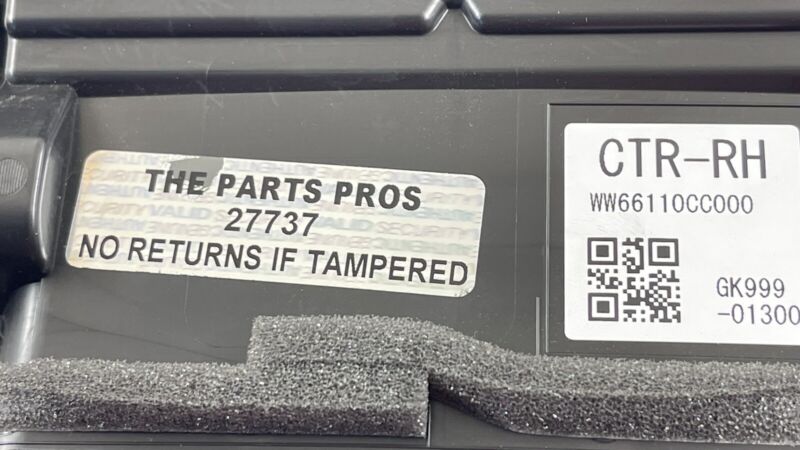 THE PARTS PROS
27737
NO RETURNS IF TAMPERED
CTR-RH
WW66110CC000
GK999
-01300